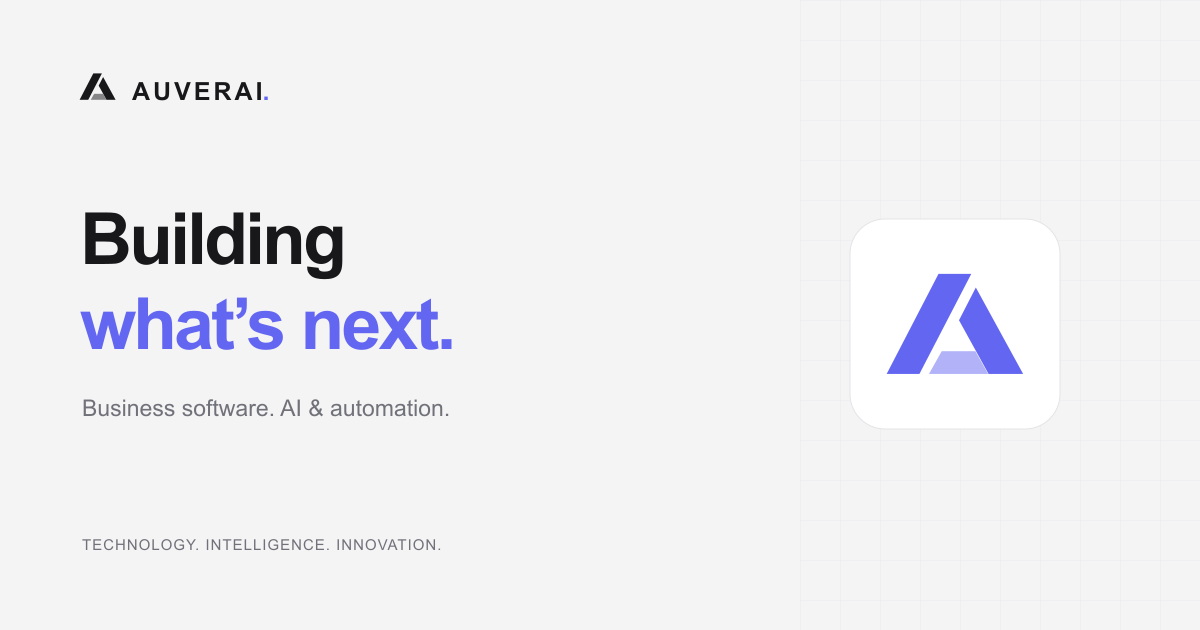 AUVERAI.
Building
what’s next.
Business software. AI & automation.
TECHNOLOGY. INTELLIGENCE. INNOVATION.